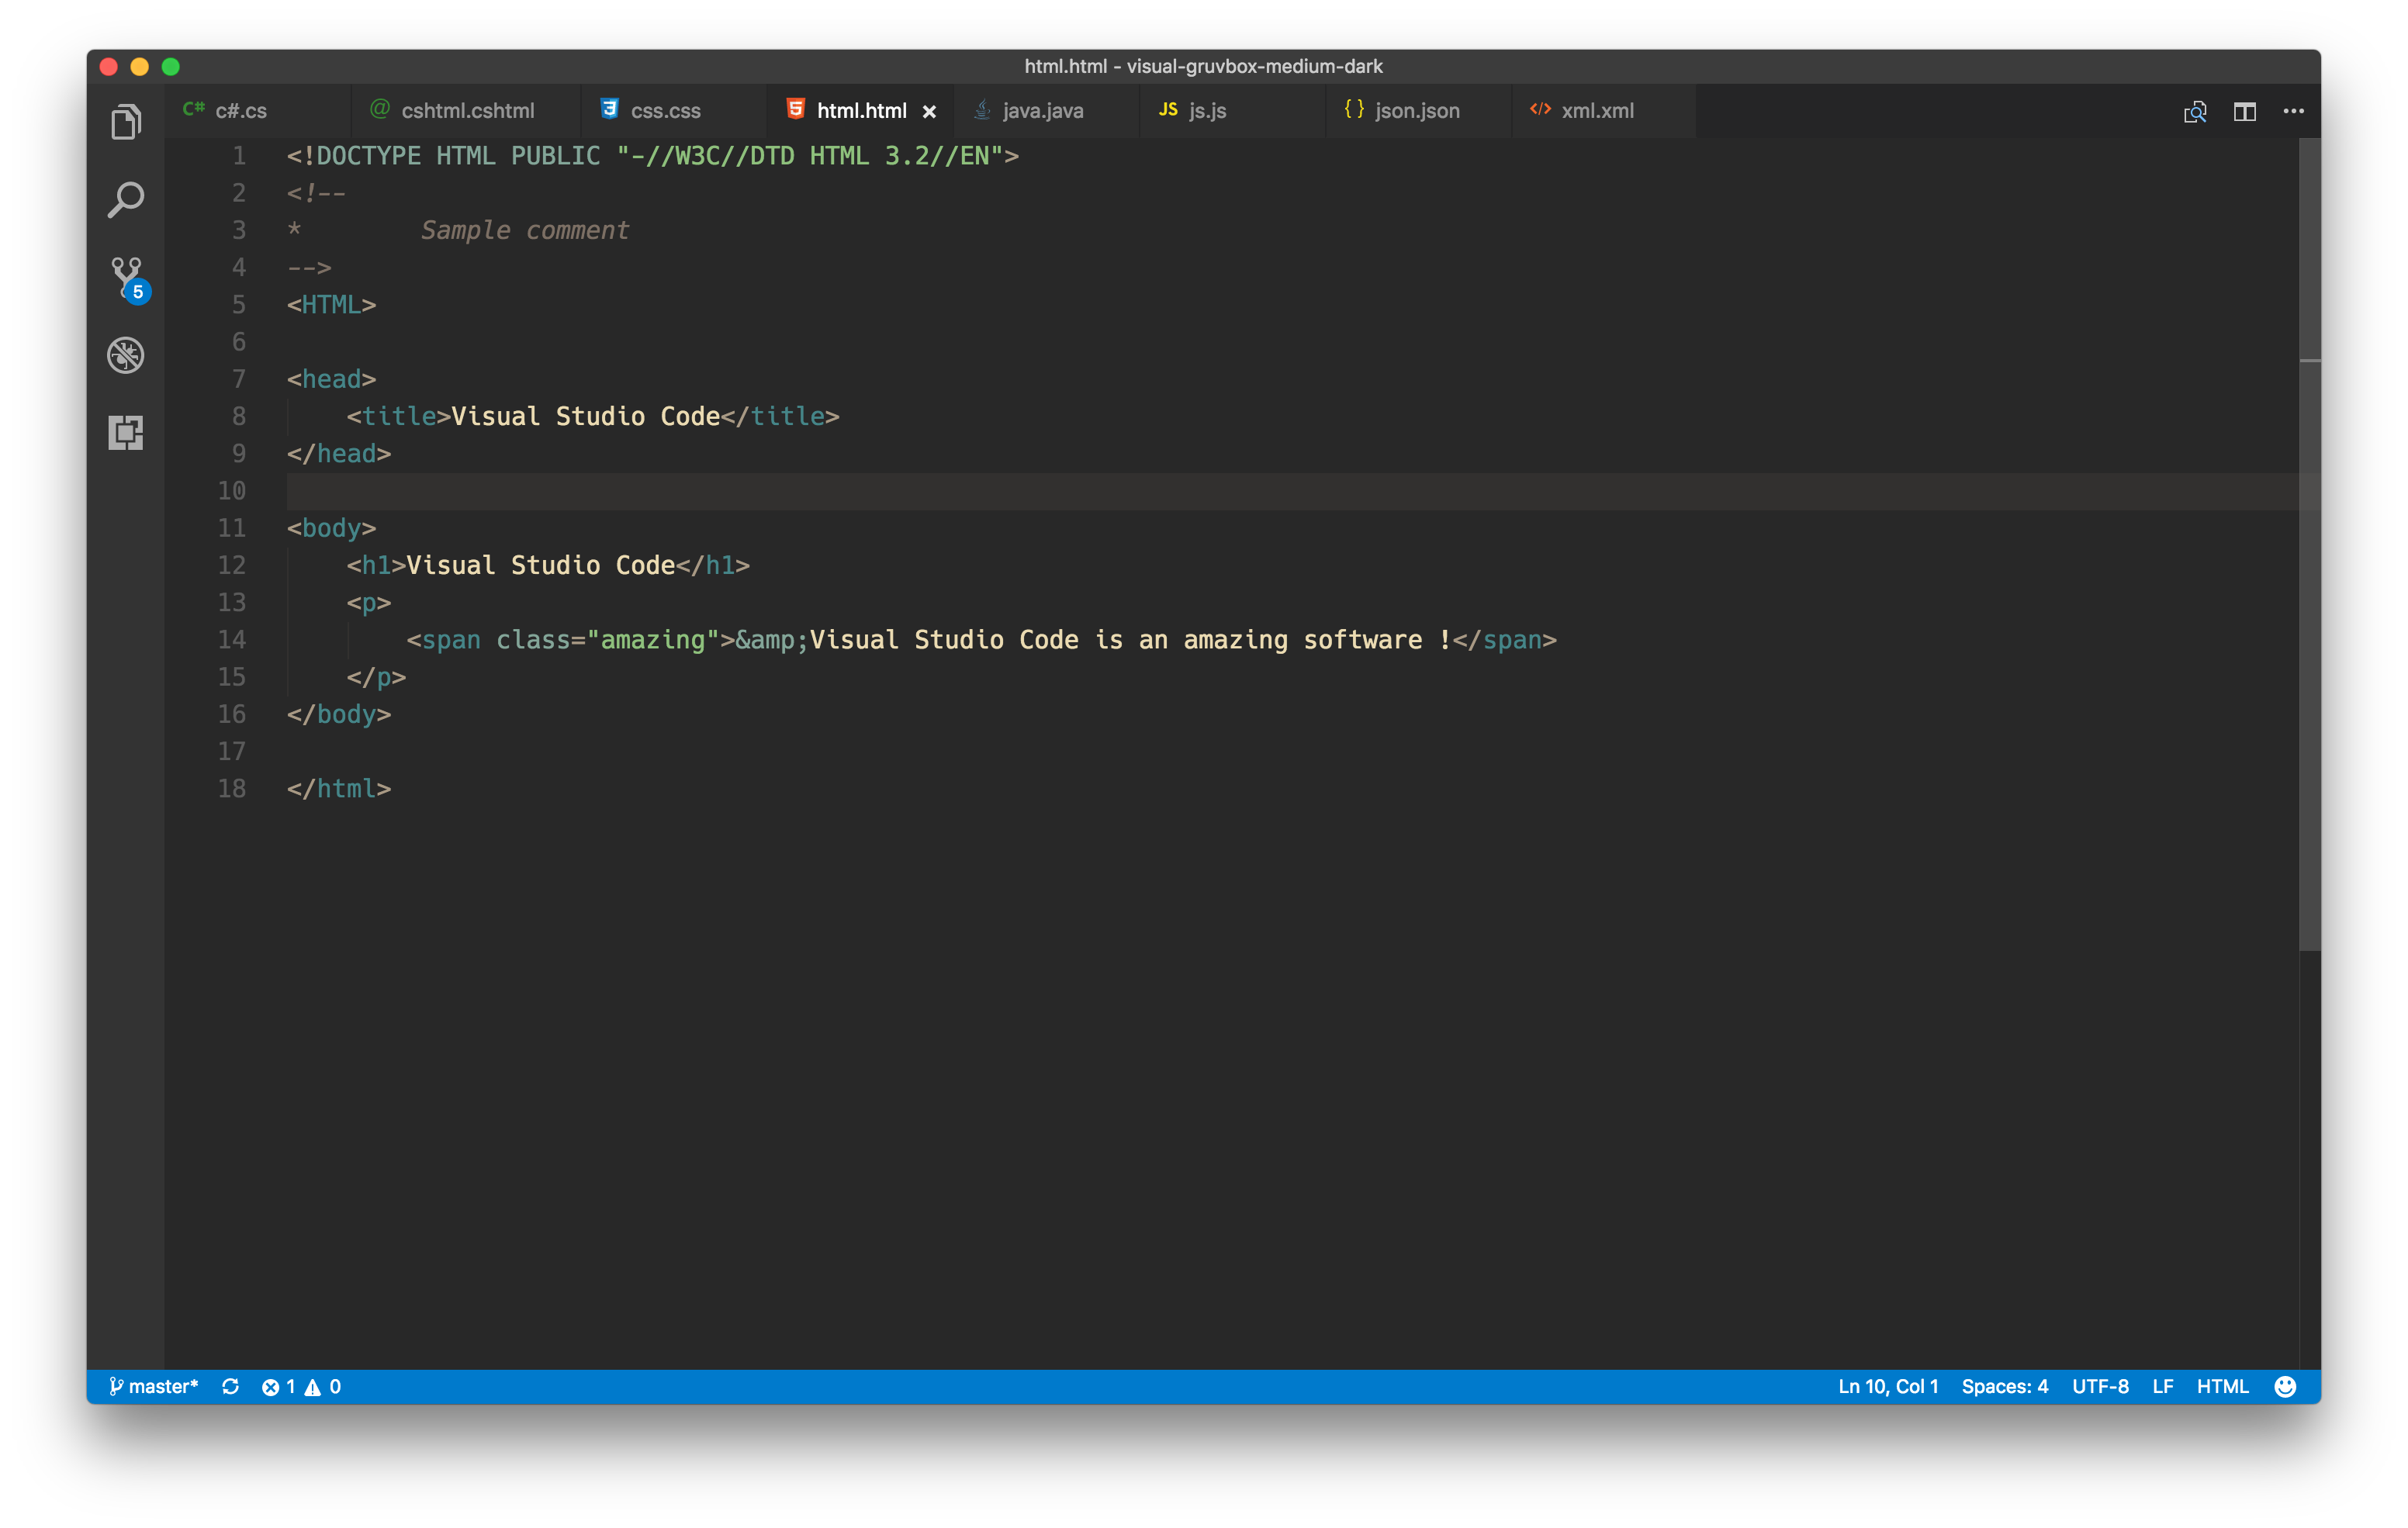 html.html - visual-gruvbox-medium-dark
C# c#.cs @ cshtml.cshtml 3 css.css 5 html.html × java.java JS js.js { } json.json </> xml.xml
1 <!DOCTYPE HTML PUBLIC "-//W3C//DTD HTML 3.2//EN">
2 <!--
3 *        Sample comment
4 -->
5 <HTML>
6
7 <head>
8     <title>Visual Studio Code</title>
9 </head>
10
11 <body>
12     <h1>Visual Studio Code</h1>
13     <p>
14         <span class="amazing">&amp;Visual Studio Code is an amazing software !</span>
15     </p>
16 </body>
17
18 </html>
5
master* 1 0 Ln 10, Col 1 Spaces: 4 UTF-8 LF HTML